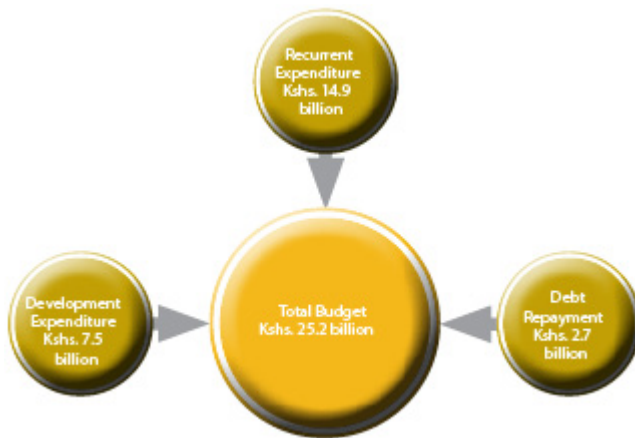 Recurrent
Expenditure
Kshs. 14.9
billion
Development
Expenditure
Kshs. 7.5
billion
Total Budget
Kshs. 25.2 billion
Debt
Repayment
Kshs. 2.7
billion